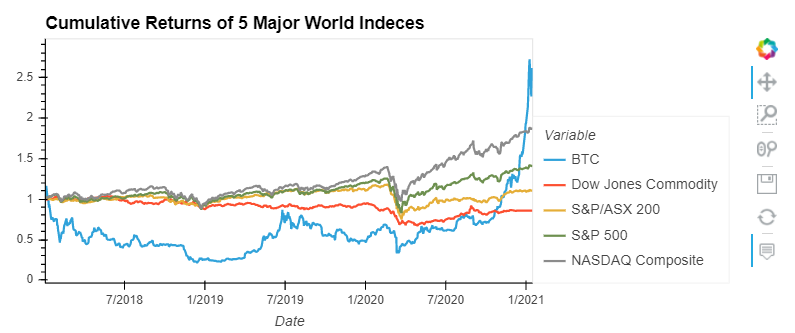 Cumulative Returns of 5 Major World Indeces
2.5
2
1.5
1
0.5
0
7/2018
1/2019
7/2019
1/2020
7/2020
1/2021
Date
Variable
BTC
Dow Jones Commodity
S&P/ASX 200
S&P 500
NASDAQ Composite